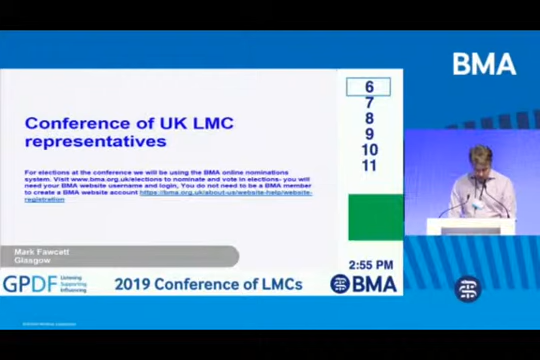 BMA
6
7
8
9
10
11
Conference of UK LMC
representatives
For elections at the conference we will be using the BMA online nominations
system. Visit www.bma.org.uk/elections to nominate and vote in elections- you will
need your BMA website username and login, You do not need to be a BMA member
to create a BMA website account https://bma.org.uk/about-us/website-help/website-
registration
Mark Fawcett
Glasgow
2:55 PM
GPDF
Listening
Supporting
Influencing
2019 Conference of LMCs
BMA